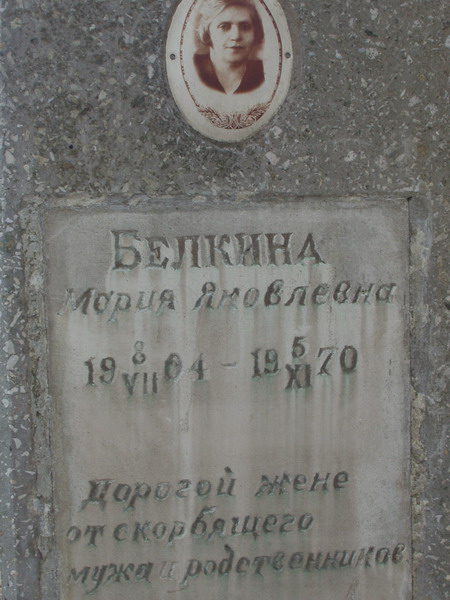 БЕЛКИНА
Мария Яковлевна
19 8/VII 04 - 19 5/XI 70
Дорогой жене
от скорбящего
мужа и родственников